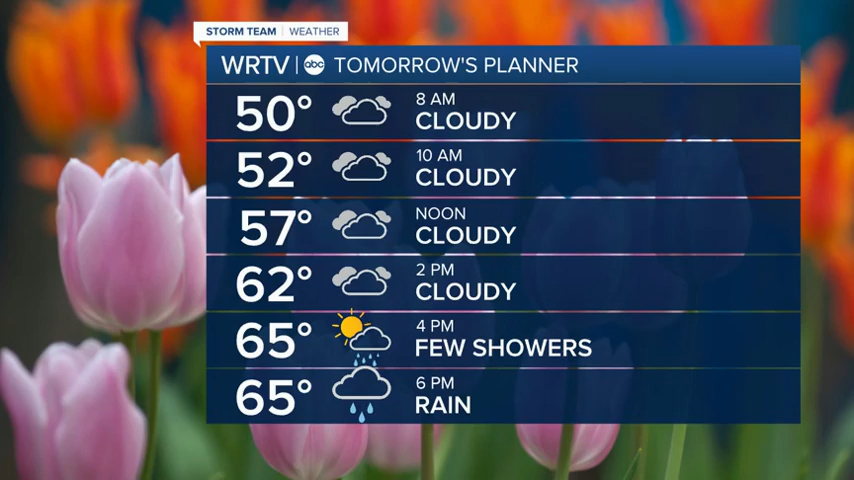 STORM TEAM | WEATHER
WRTV | abc TOMORROW'S PLANNER
50° 8 AM
CLOUDY
52° 10 AM
CLOUDY
57° NOON
CLOUDY
62° 2 PM
CLOUDY
65° 4 PM
FEW SHOWERS
65° 6 PM
RAIN